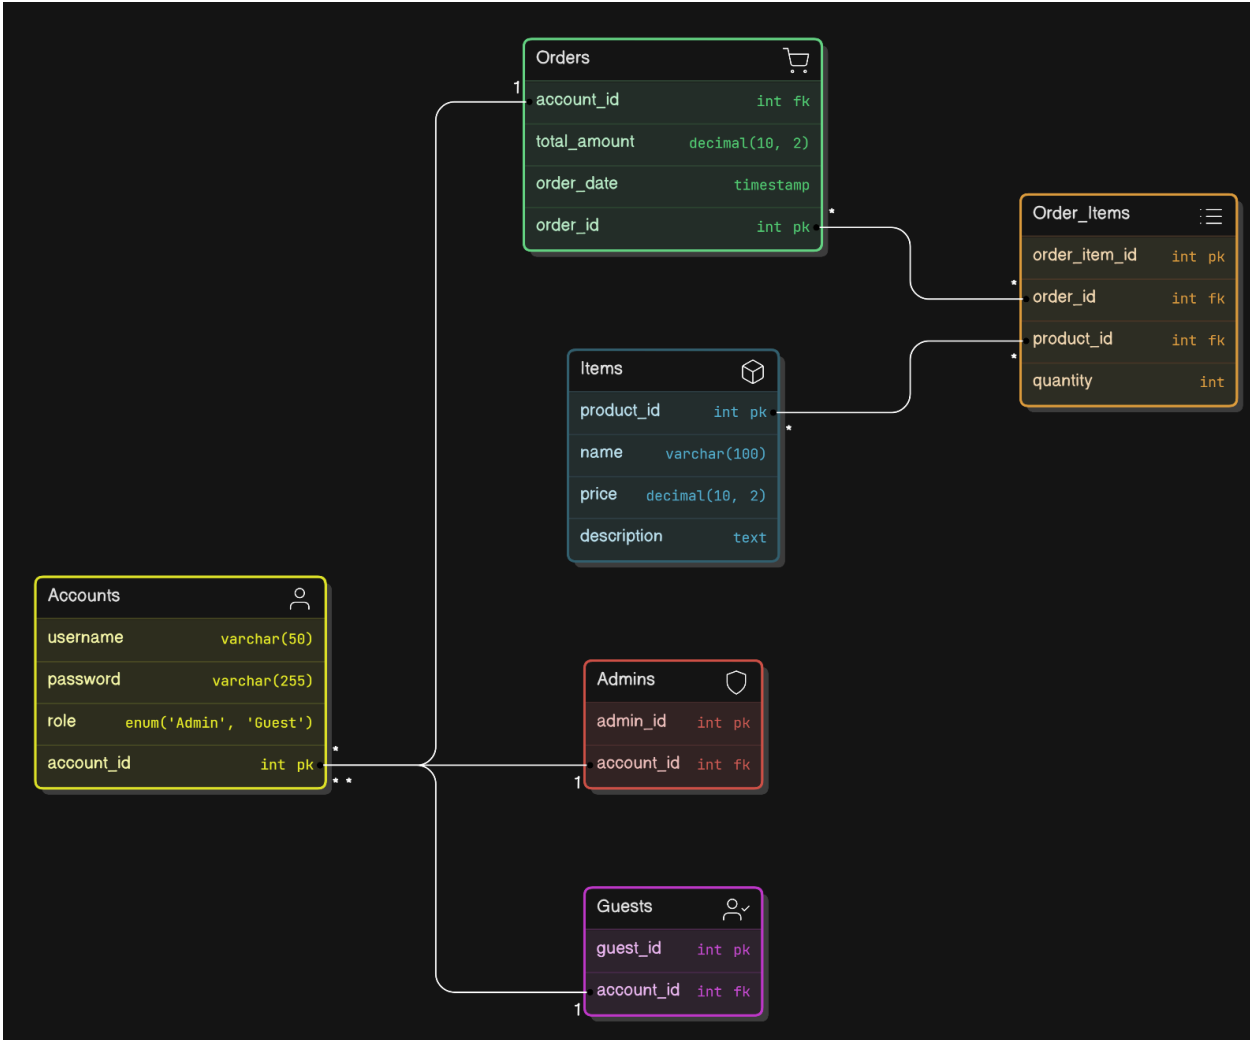 Orders
1
account_id int fk
total_amount decimal(10, 2)
order_date timestamp
order_id int pk
*
Order_Items
order_item_id int pk
*
order_id int fk
product_id int fk
*
quantity int
Items
product_id int pk
*
name varchar(100)
price decimal(10, 2)
description text
Accounts
username varchar(50)
password varchar(255)
role enum('Admin', 'Guest')
*
account_id int pk
* *
Admins
admin_id int pk
account_id int fk
1
Guests
guest_id int pk
account_id int fk
1